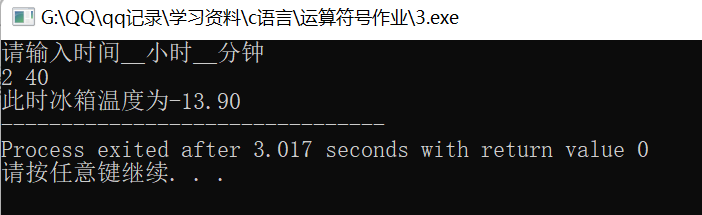 G:\QQ\qq记录\学习资料\c语言\运算符号作业\3.exe
请输入时间__小时__分钟
2 40
此时冰箱温度为-13.90
--------------------------------
Process exited after 3.017 seconds with return value 0
请按任意键继续. . .